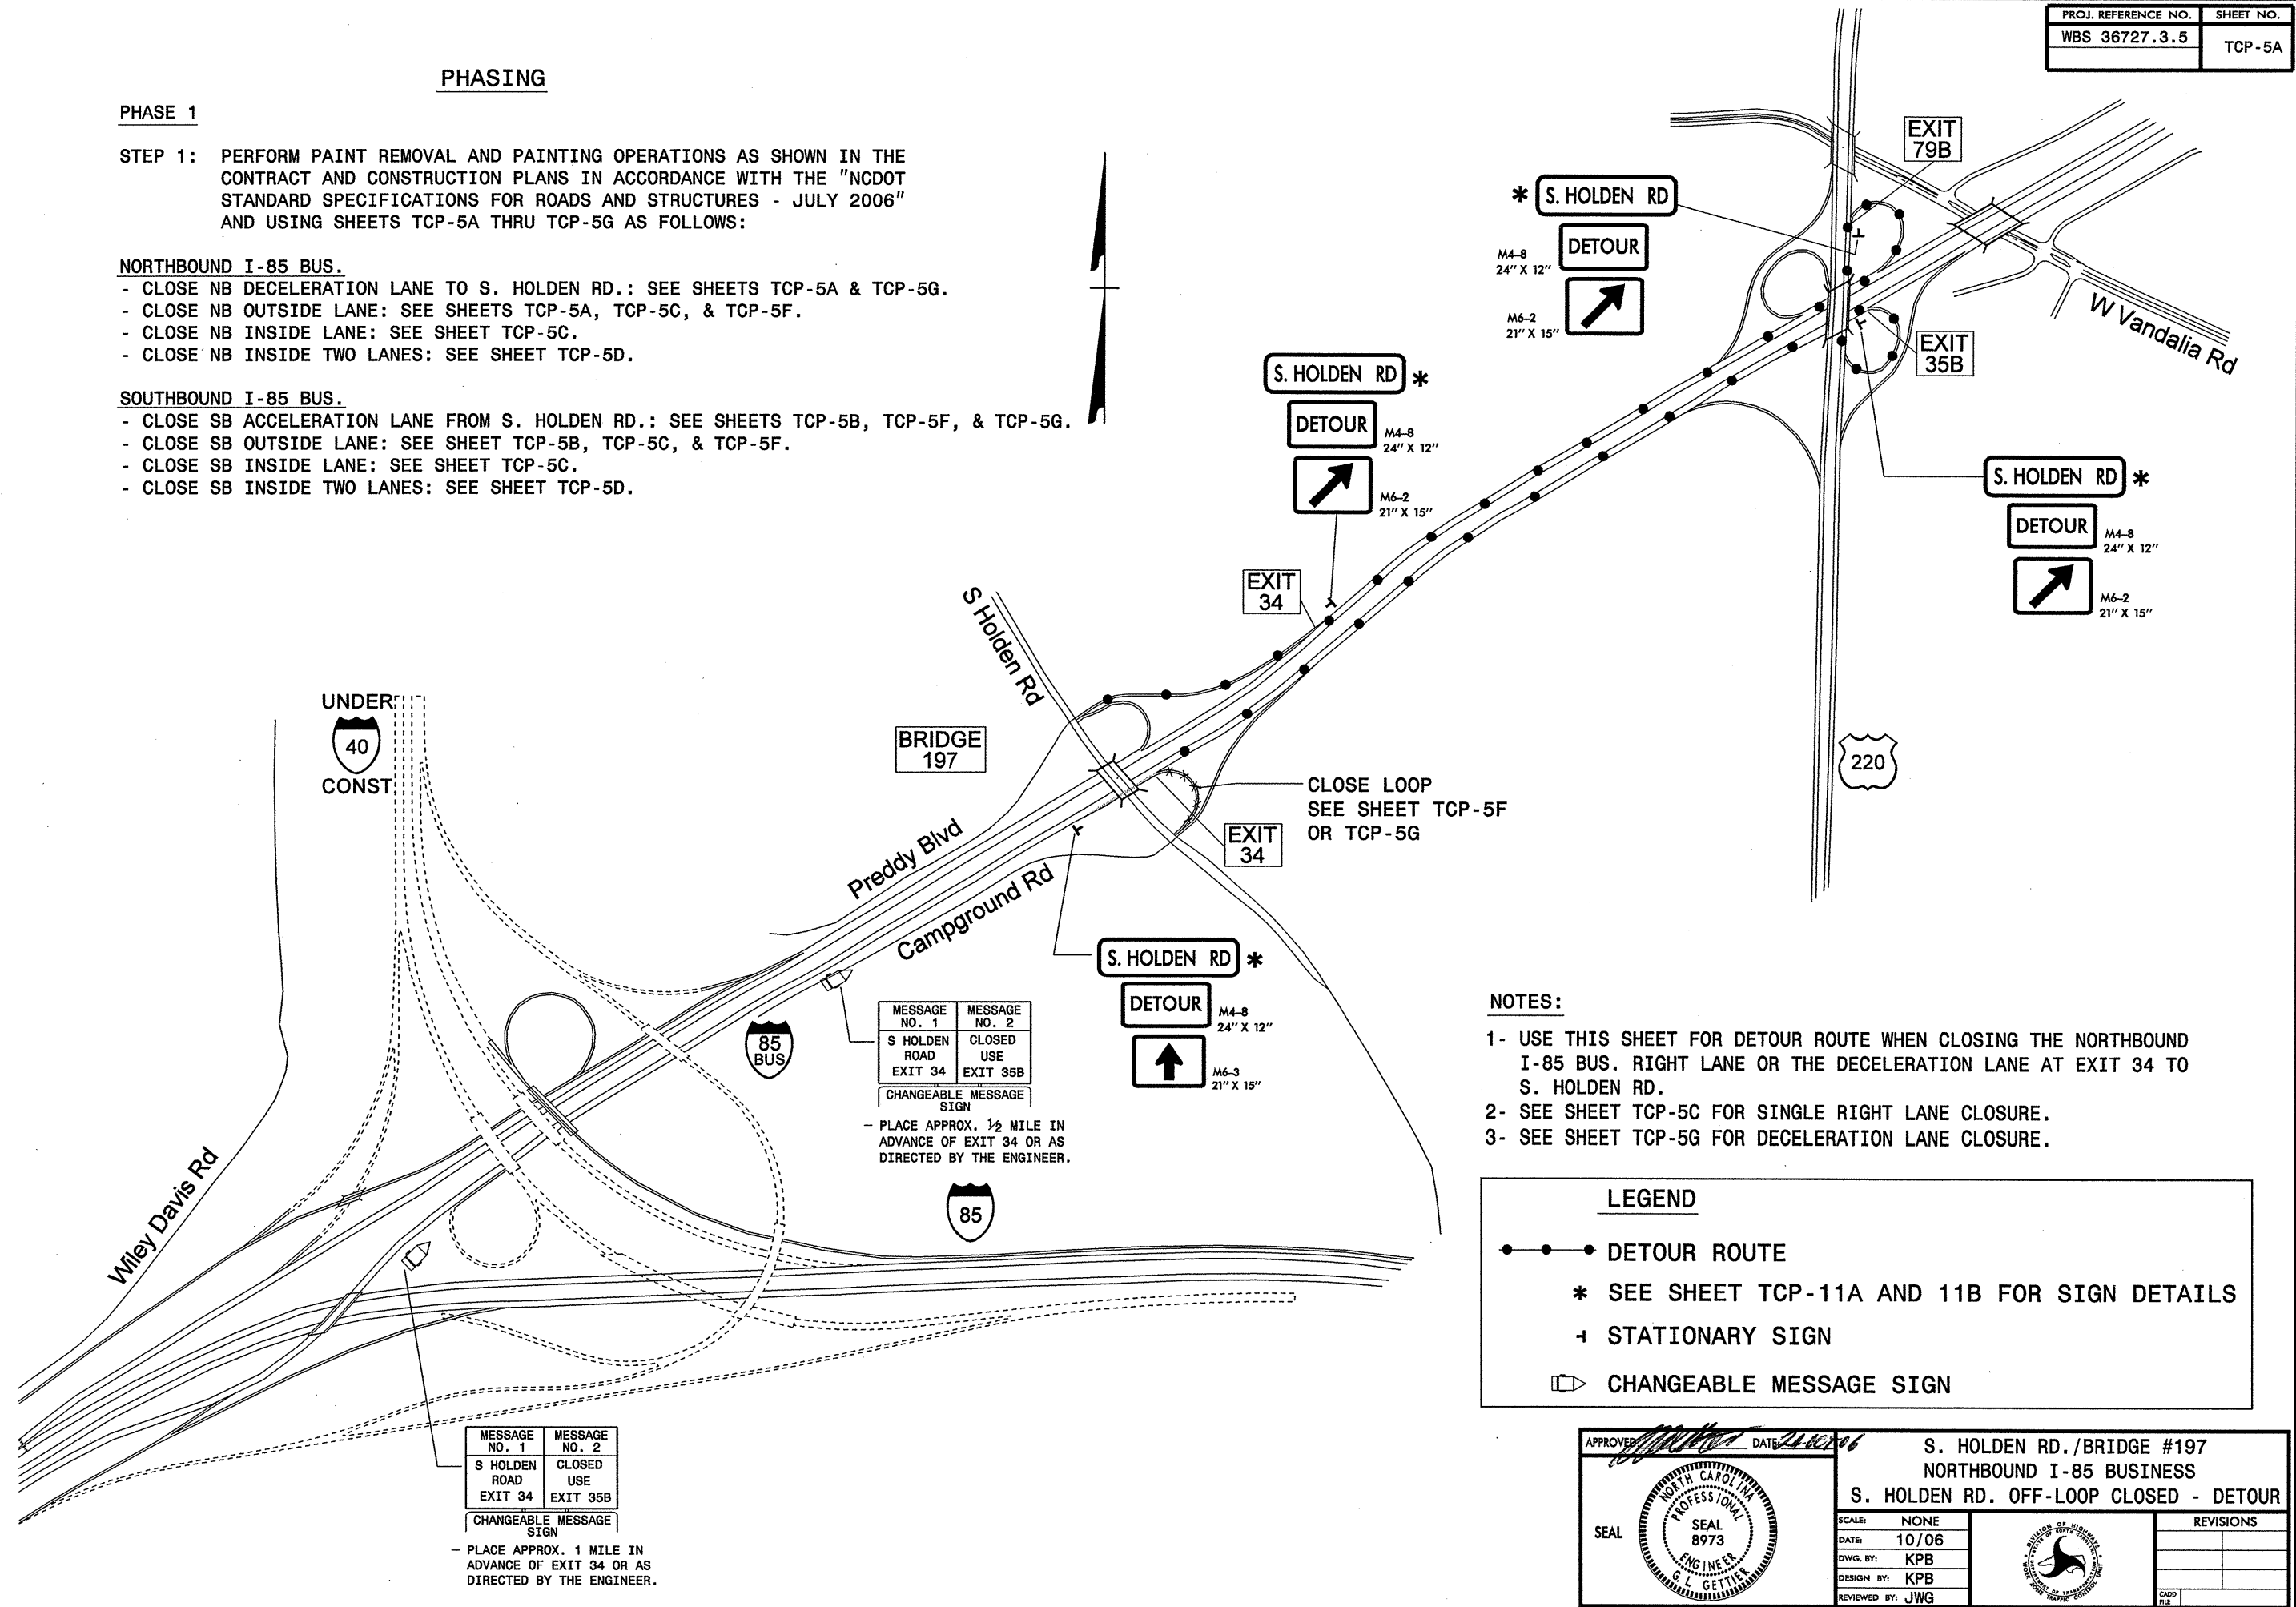 PROJ. REFERENCE NO. SHEET NO.
WBS 36727.3.5 TCP-5A
PHASING
PHASE 1
STEP 1: PERFORM PAINT REMOVAL AND PAINTING OPERATIONS AS SHOWN IN THE
CONTRACT AND CONSTRUCTION PLANS IN ACCORDANCE WITH THE "NCDOT
STANDARD SPECIFICATIONS FOR ROADS AND STRUCTURES - JULY 2006"
AND USING SHEETS TCP-5A THRU TCP-5G AS FOLLOWS:
NORTHBOUND I-85 BUS.
- CLOSE NB DECELERATION LANE TO S. HOLDEN RD.: SEE SHEETS TCP-5A & TCP-5G.
- CLOSE NB OUTSIDE LANE: SEE SHEETS TCP-5A, TCP-5C, & TCP-5F.
- CLOSE NB INSIDE LANE: SEE SHEET TCP-5C.
- CLOSE NB INSIDE TWO LANES: SEE SHEET TCP-5D.
SOUTHBOUND I-85 BUS.
- CLOSE SB ACCELERATION LANE FROM S. HOLDEN RD.: SEE SHEETS TCP-5B, TCP-5F, & TCP-5G.
- CLOSE SB OUTSIDE LANE: SEE SHEET TCP-5B, TCP-5C, & TCP-5F.
- CLOSE SB INSIDE LANE: SEE SHEET TCP-5C.
- CLOSE SB INSIDE TWO LANES: SEE SHEET TCP-5D.
EXIT
79B
* S. HOLDEN RD
DETOUR
M4-8
24" X 12"
M6-2
21" X 15"
W Vandalia Rd
EXIT
35B
S. HOLDEN RD *
DETOUR
M4-8
24" X 12"
M6-2
21" X 15"
S. HOLDEN RD *
DETOUR
M4-8
24" X 12"
M6-2
21" X 15"
EXIT
34
S Holden Rd
UNDER
40
CONST
BRIDGE
197
220
CLOSE LOOP
SEE SHEET TCP-5F
OR TCP-5G
EXIT
34
Preddy Blvd
Campground Rd
S. HOLDEN RD *
DETOUR
M4-8
24" X 12"
M6-3
21" X 15"
85
BUS
MESSAGE NO. 1 MESSAGE NO. 2
S HOLDEN CLOSED
ROAD USE
EXIT 34 EXIT 35B
CHANGEABLE MESSAGE
SIGN
- PLACE APPROX. ½ MILE IN
ADVANCE OF EXIT 34 OR AS
DIRECTED BY THE ENGINEER.
Wiley Davis Rd
85
MESSAGE NO. 1 MESSAGE NO. 2
S HOLDEN CLOSED
ROAD USE
EXIT 34 EXIT 35B
CHANGEABLE MESSAGE
SIGN
- PLACE APPROX. 1 MILE IN
ADVANCE OF EXIT 34 OR AS
DIRECTED BY THE ENGINEER.
NOTES:
1- USE THIS SHEET FOR DETOUR ROUTE WHEN CLOSING THE NORTHBOUND
I-85 BUS. RIGHT LANE OR THE DECELERATION LANE AT EXIT 34 TO
S. HOLDEN RD.
2- SEE SHEET TCP-5C FOR SINGLE RIGHT LANE CLOSURE.
3- SEE SHEET TCP-5G FOR DECELERATION LANE CLOSURE.
LEGEND
DETOUR ROUTE
* SEE SHEET TCP-11A AND 11B FOR SIGN DETAILS
STATIONARY SIGN
CHANGEABLE MESSAGE SIGN
APPROVED: DATE:
SEAL
NORTH CAROLINA
PROFESSIONAL
SEAL
8973
ENGINEER
G. L. GETTIER
S. HOLDEN RD./BRIDGE #197
NORTHBOUND I-85 BUSINESS
S. HOLDEN RD. OFF-LOOP CLOSED - DETOUR
SCALE: NONE
DATE: 10/06
DWG. BY: KPB
DESIGN BY: KPB
REVIEWED BY: JWG
REVISIONS
CADD
FILE